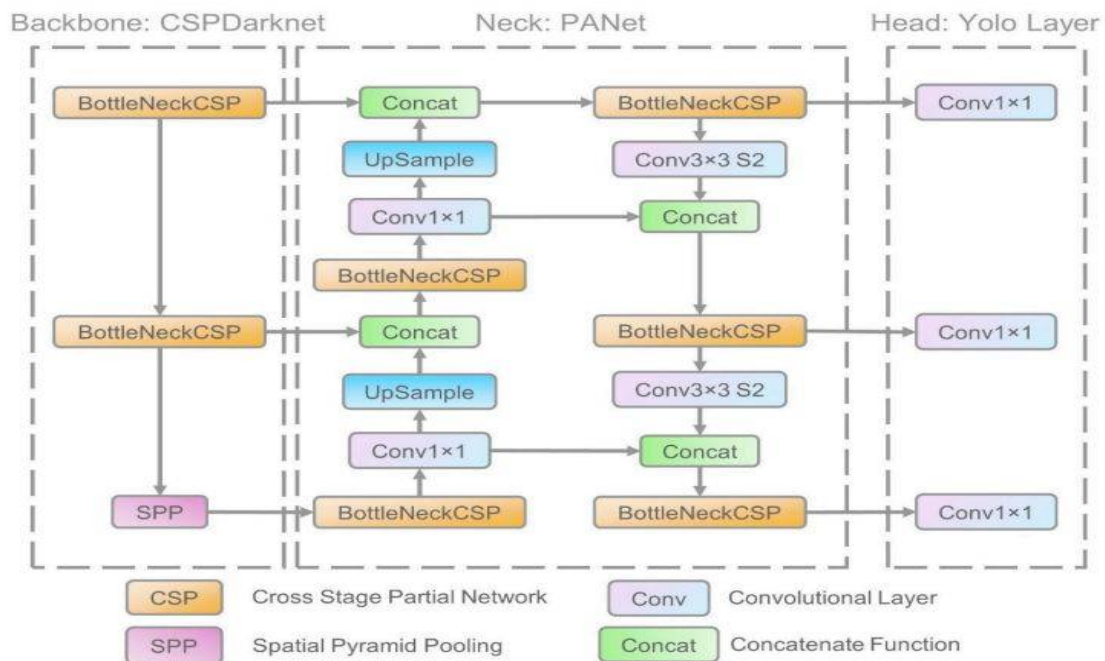 Backbone: CSPDarknet Neck: PANet Head: Yolo Layer
BottleNeckCSP Concat BottleNeckCSP Conv1×1
UpSample Conv3×3 S2
Conv1×1 Concat
BottleNeckCSP
BottleNeckCSP Concat BottleNeckCSP Conv1×1
UpSample Conv3×3 S2
Conv1×1 Concat
SPP BottleNeckCSP BottleNeckCSP Conv1×1
CSP Cross Stage Partial Network Conv Convolutional Layer
SPP Spatial Pyramid Pooling Concat Concatenate Function